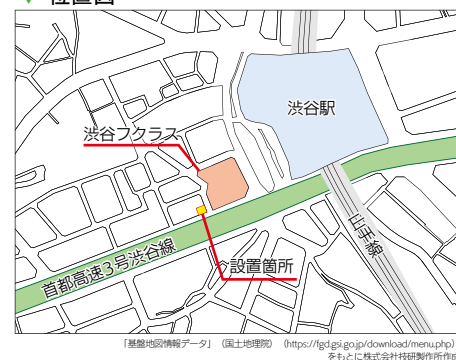 位置図
渋谷駅
渋谷フクラス
山手線
設置箇所
首都高速3号渋谷線
「基盤地図情報データ」（国土地理院）（https://fgd.gsi.go.jp/download/menu.php）
をもとに株式会社技研製作所作成